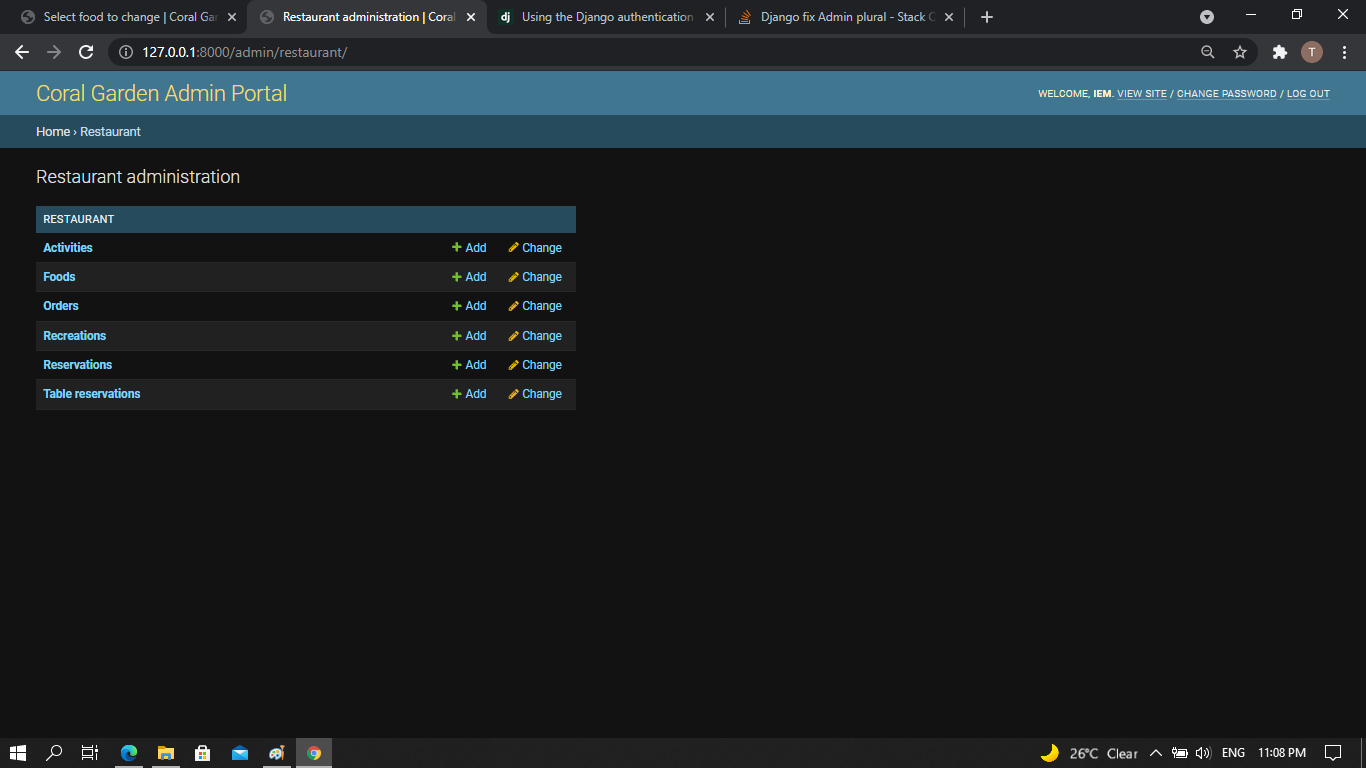 Select food to change | Coral Gar
Restaurant administration | Coral
dj Using the Django authentication
Django fix Admin plural - Stack O
127.0.0.1:8000/admin/restaurant/
T
Coral Garden Admin Portal
WELCOME, IEM. VIEW SITE / CHANGE PASSWORD / LOG OUT
Home › Restaurant
Restaurant administration
RESTAURANT
Activities Add Change
Foods Add Change
Orders Add Change
Recreations Add Change
Reservations Add Change
Table reservations Add Change
26°C Clear ENG 11:08 PM